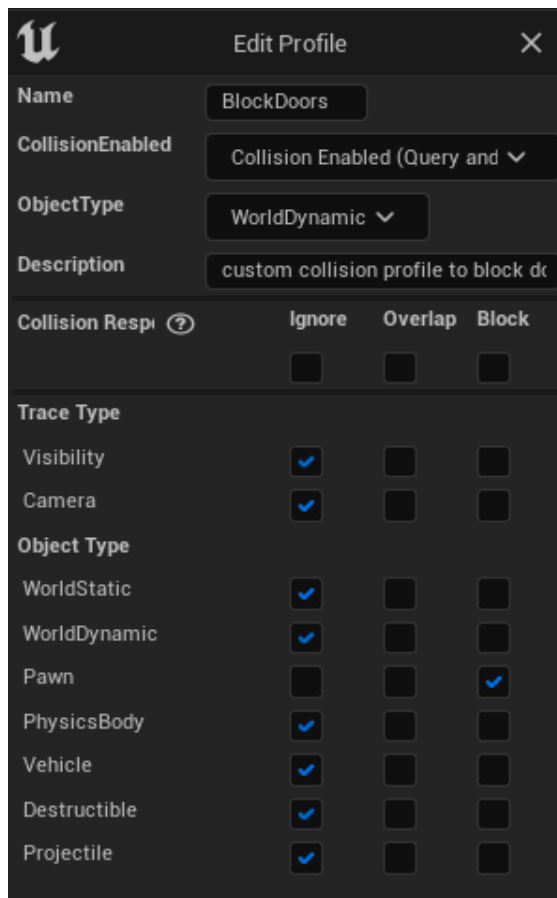 Edit Profile
Name BlockDoors
CollisionEnabled Collision Enabled (Query and
ObjectType WorldDynamic
Description custom collision profile to block do
Collision Resp ? Ignore Overlap Block
Trace Type
Visibility
Camera
Object Type
WorldStatic
WorldDynamic
Pawn
PhysicsBody
Vehicle
Destructible
Projectile